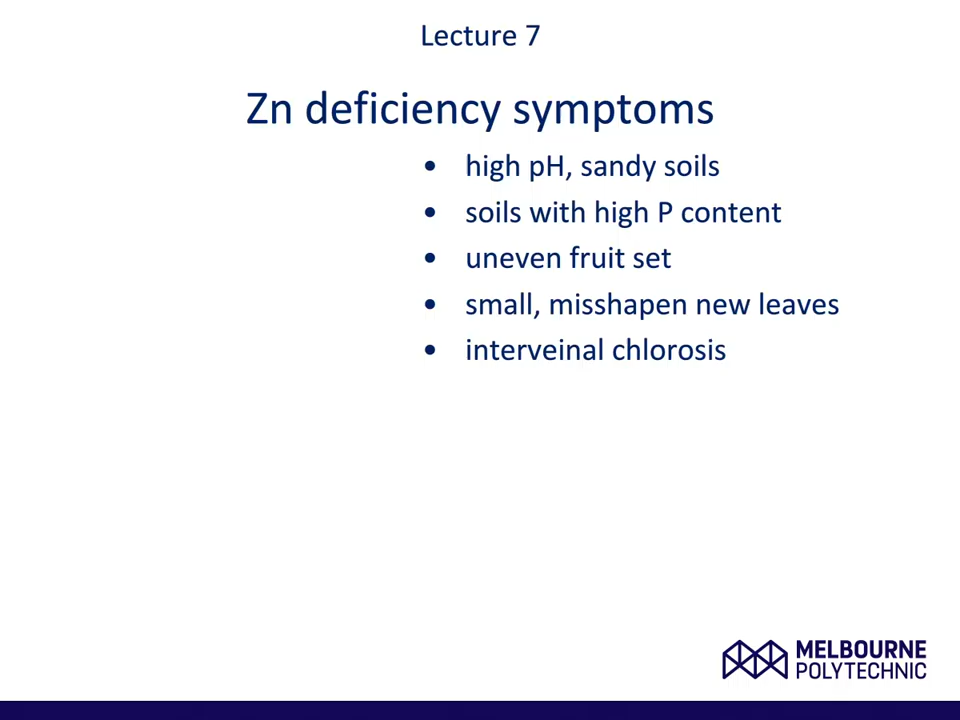 Lecture 7
Zn deficiency symptoms
• high pH, sandy soils
• soils with high P content
• uneven fruit set
• small, misshapen new leaves
• interveinal chlorosis
MELBOURNE
POLYTECHNIC